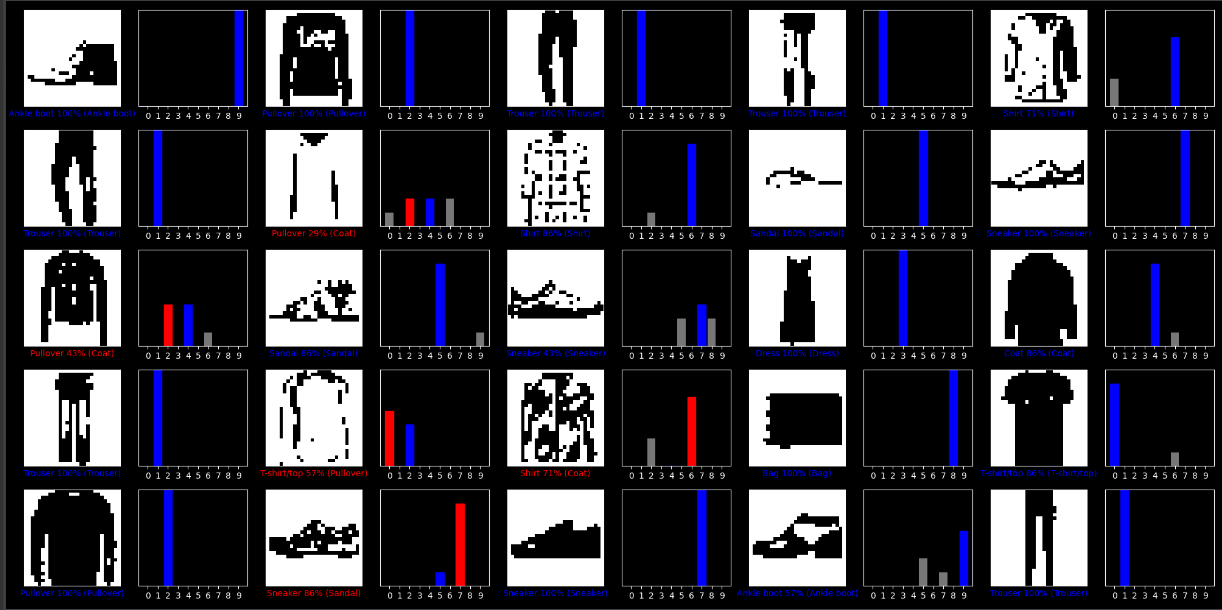 0 1 2 3 4 5 6 7 8 9 0 1 2 3 4 5 6 7 8 9 0 1 2 3 4 5 6 7 8 9 0 1 2 3 4 5 6 7 8 9 0 1 2 3 4 5 6 7 8 9
Ankle boot 100% (Ankle boot) Pullover 100% (Pullover) Trouser 100% (Trouser) Trouser 100% (Trouser) Shirt 71% (Shirt)
0 1 2 3 4 5 6 7 8 9 0 1 2 3 4 5 6 7 8 9 0 1 2 3 4 5 6 7 8 9 0 1 2 3 4 5 6 7 8 9 0 1 2 3 4 5 6 7 8 9
Trouser 100% (Trouser) Pullover 29% (Coat) Shirt 86% (Shirt) Sandal 100% (Sandal) Sneaker 100% (Sneaker)
0 1 2 3 4 5 6 7 8 9 0 1 2 3 4 5 6 7 8 9 0 1 2 3 4 5 6 7 8 9 0 1 2 3 4 5 6 7 8 9 0 1 2 3 4 5 6 7 8 9
Pullover 43% (Coat) Sandal 86% (Sandal) Sneaker 43% (Sneaker) Dress 100% (Dress) Coat 86% (Coat)
0 1 2 3 4 5 6 7 8 9 0 1 2 3 4 5 6 7 8 9 0 1 2 3 4 5 6 7 8 9 0 1 2 3 4 5 6 7 8 9 0 1 2 3 4 5 6 7 8 9
Trouser 100% (Trouser) T-shirt/top 57% (Pullover) Shirt 71% (Coat) Bag 100% (Bag) T-shirt/top 86% (T-shirt/top)
0 1 2 3 4 5 6 7 8 9 0 1 2 3 4 5 6 7 8 9 0 1 2 3 4 5 6 7 8 9 0 1 2 3 4 5 6 7 8 9 0 1 2 3 4 5 6 7 8 9
Pullover 100% (Pullover) Sneaker 86% (Sandal) Sneaker 100% (Sneaker) Ankle boot 57% (Ankle boot) Trouser 100% (Trouser)